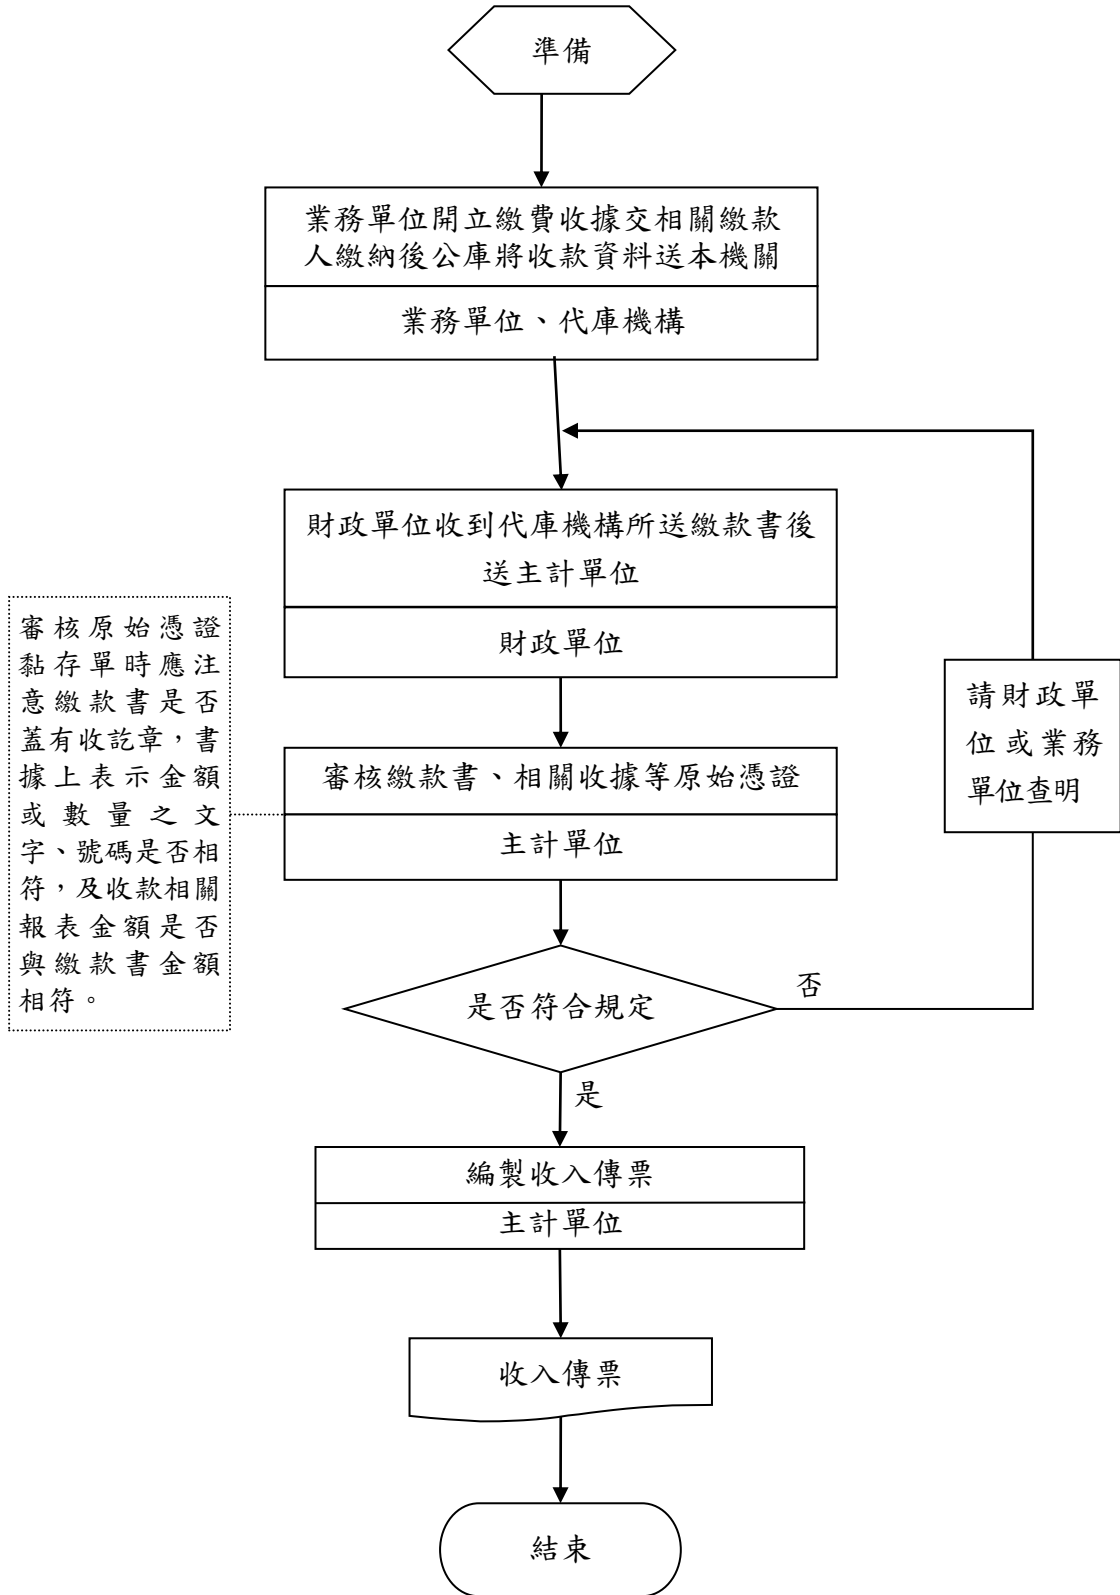 準備
業務單位開立繳費收據交相關繳款
人繳納後公庫將收款資料送本機關
業務單位、代庫機構
財政單位收到代庫機構所送繳款書後
送主計單位
財政單位
審核原始憑證
黏存單時應注
意繳款書是否
蓋有收訖章，書
據上表示金額
或數量之文
字、號碼是否相
符，及收款相關
報表金額是否
與繳款書金額
相符。
審核繳款書、相關收據等原始憑證
主計單位
請財政單
位或業務
單位查明
是否符合規定
否
是
編製收入傳票
主計單位
收入傳票
結束